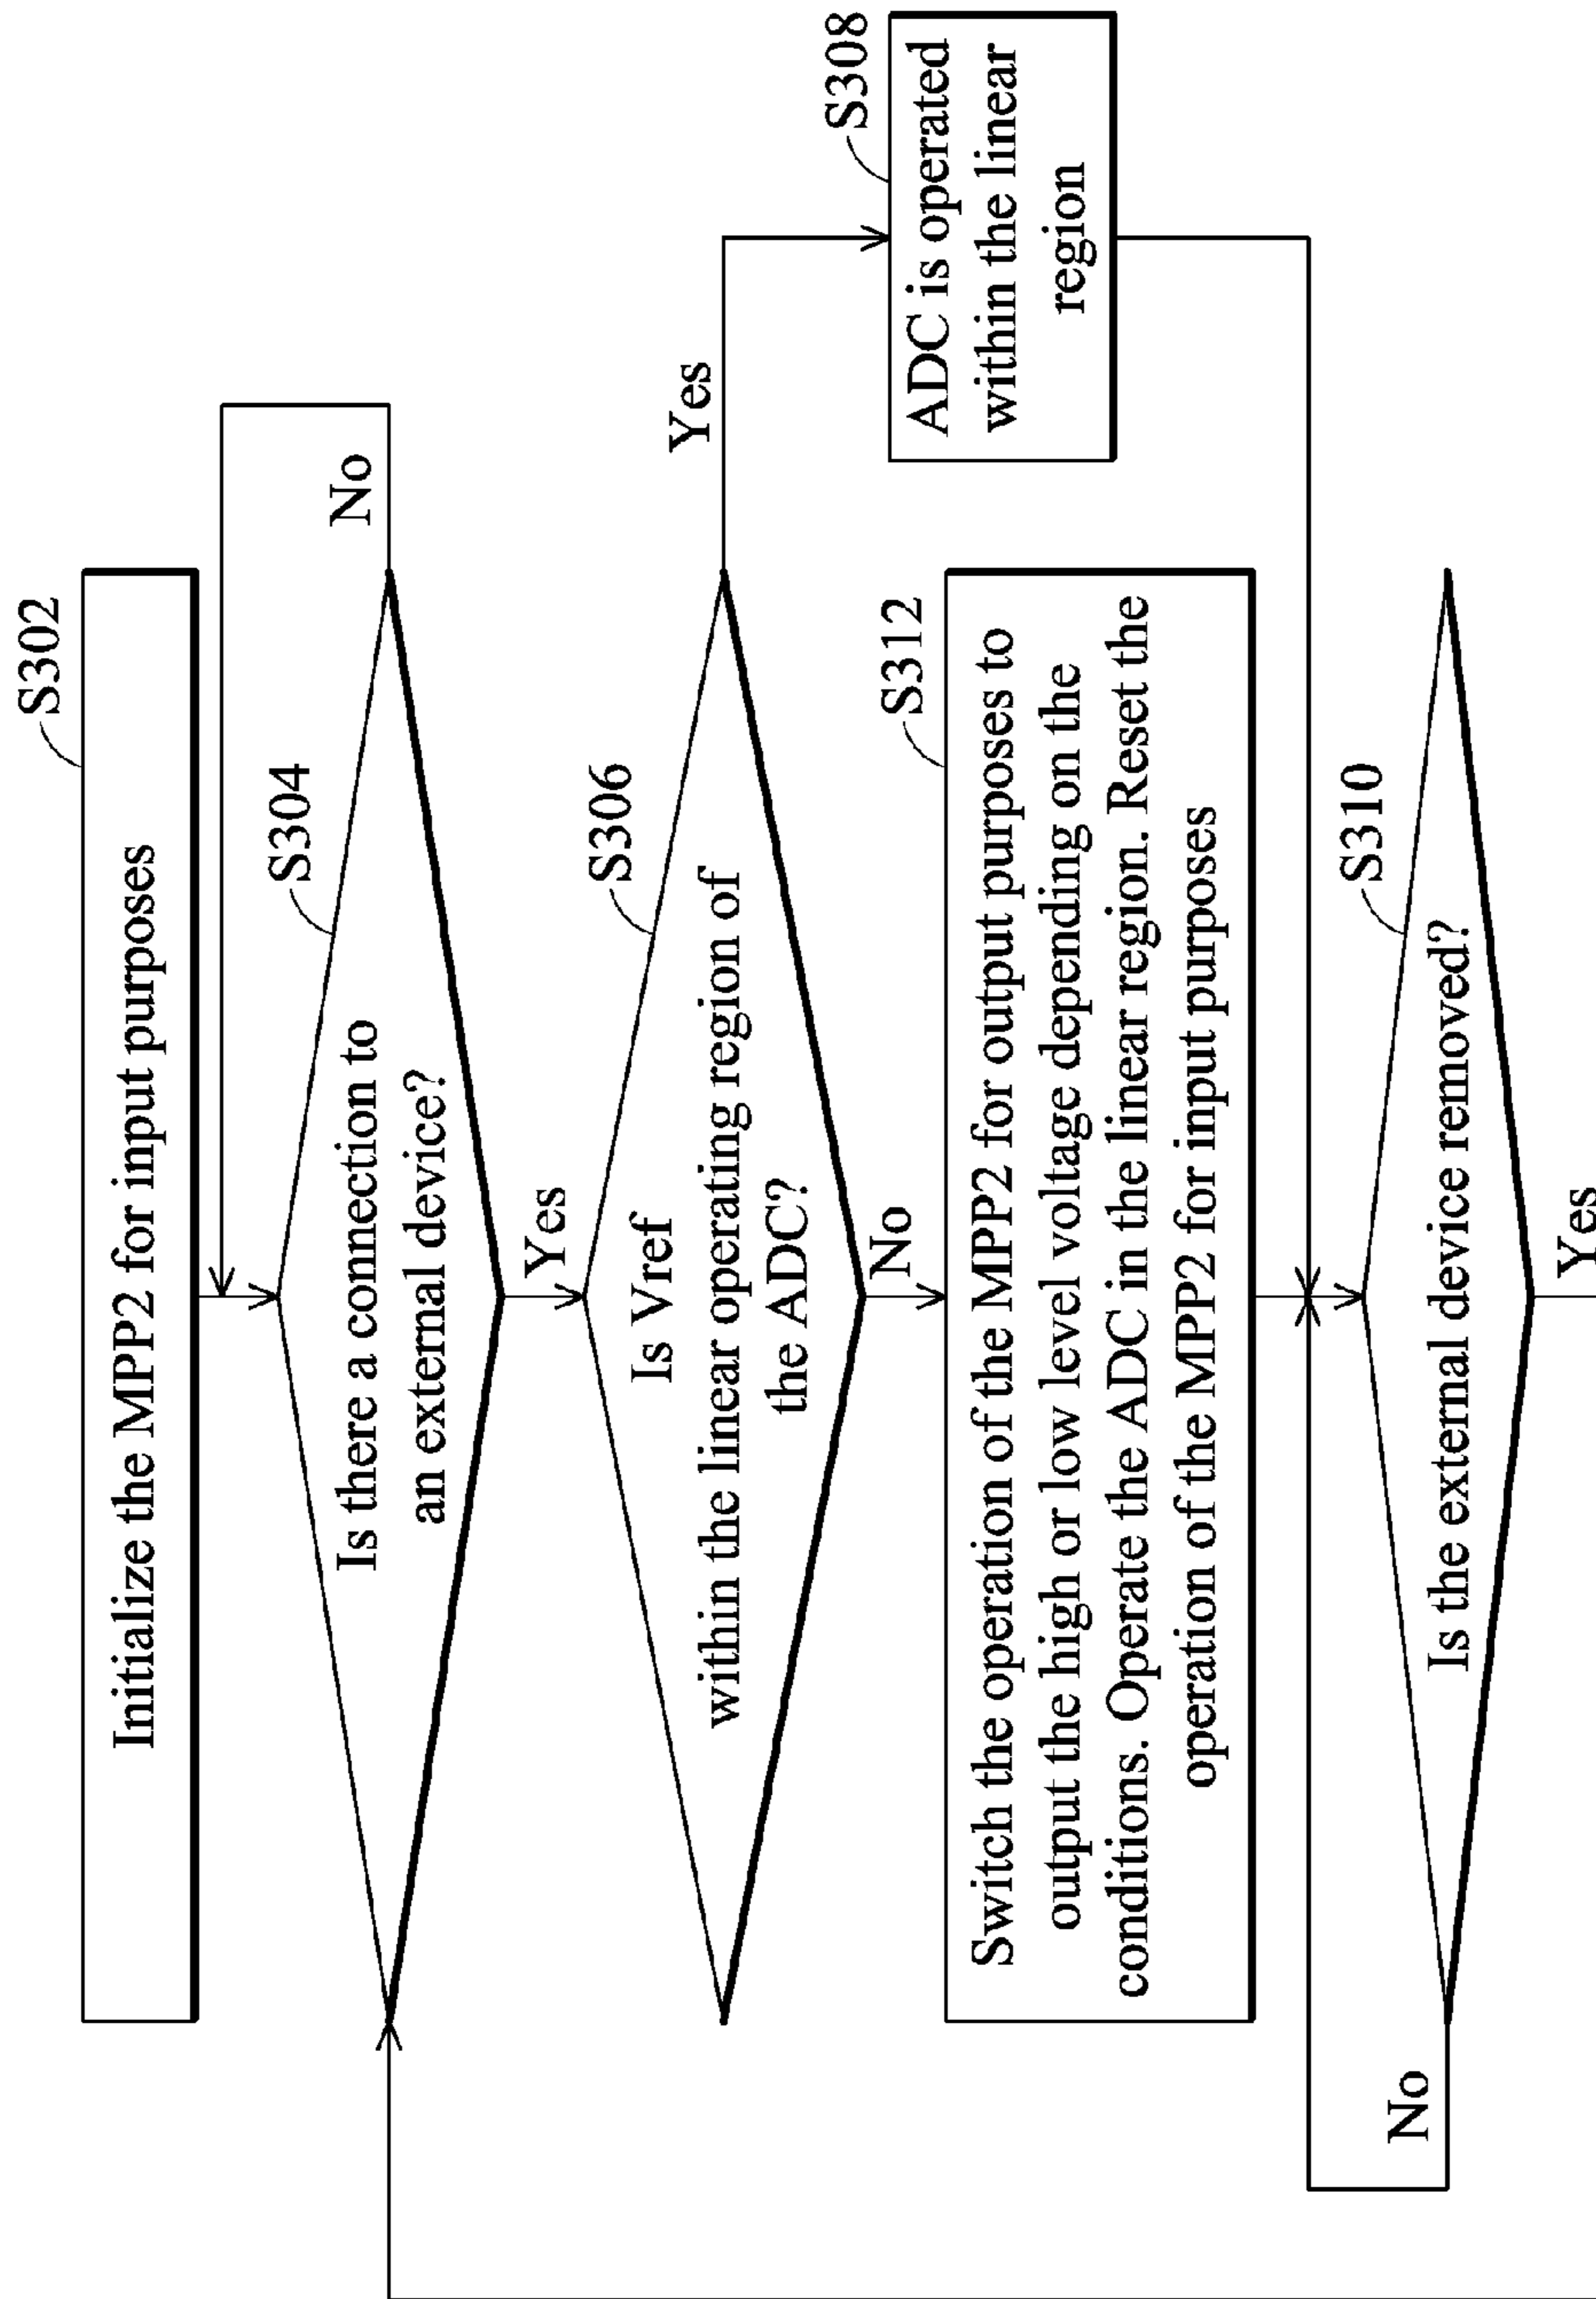 S302
Initialize the MPP2 for input purposes
S304
Is there a connection to
an external device?
No
Yes
S306
Is Vref
within the linear operating region of
the ADC?
Yes
No
S308
ADC is operated
within the linear
region
S312
Switch the operation of the MPP2 for output purposes to
output the high or low level voltage depending on the
conditions. Operate the ADC in the linear region. Reset the
operation of the MPP2 for input purposes
S310
Is the external device removed?
No
Yes